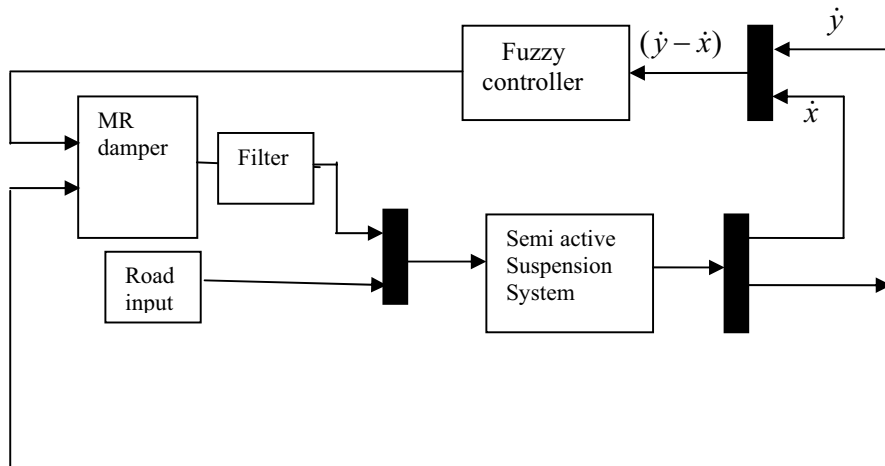 Fuzzy
controller
(ẏ − ẋ)
ẏ
ẋ
MR
damper
Filter
Semi active
Suspension
System
Road
input